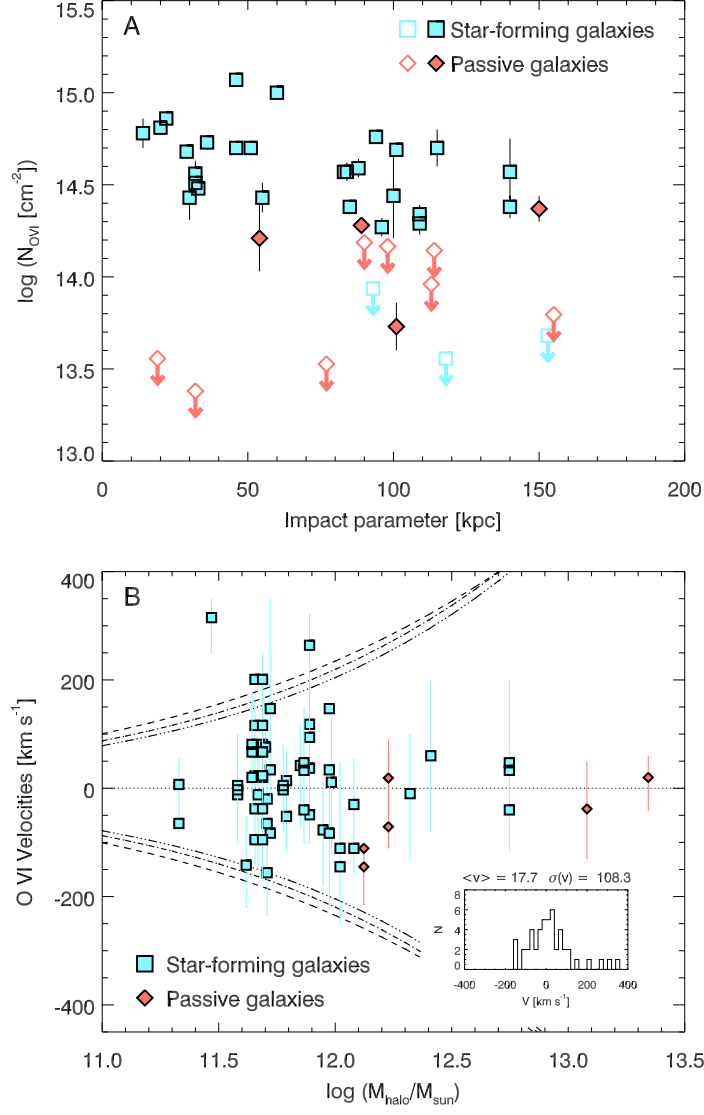 A
Star-forming galaxies
Passive galaxies
15.5
15.0
14.5
14.0
13.5
13.0
log (N_OVI [cm⁻²])
0 50 100 150 200
Impact parameter [kpc]
B
400
200
0
-200
-400
O VI Velocities [km s⁻¹]
<v> = 17.7 σ(v) = 108.3
8
6
4
2
0
N
-400 -200 0 200 400
V [km s⁻¹]
Star-forming galaxies
Passive galaxies
11.0 11.5 12.0 12.5 13.0 13.5
log (M_halo/M_sun)